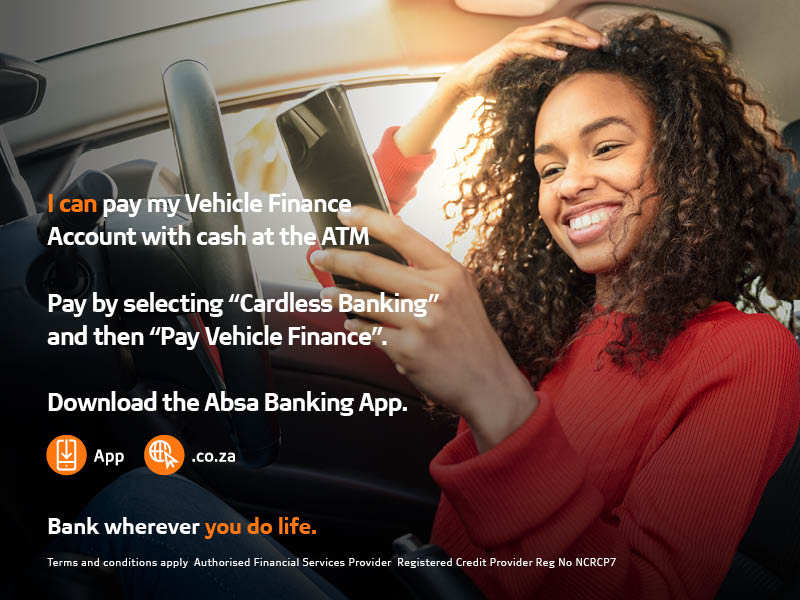 I can pay my Vehicle Finance
Account with cash at the ATM
Pay by selecting “Cardless Banking”
and then “Pay Vehicle Finance”.
Download the Absa Banking App.
App .co.za
Bank wherever you do life.
Terms and conditions apply Authorised Financial Services Provider Registered Credit Provider Reg No NCRCP7